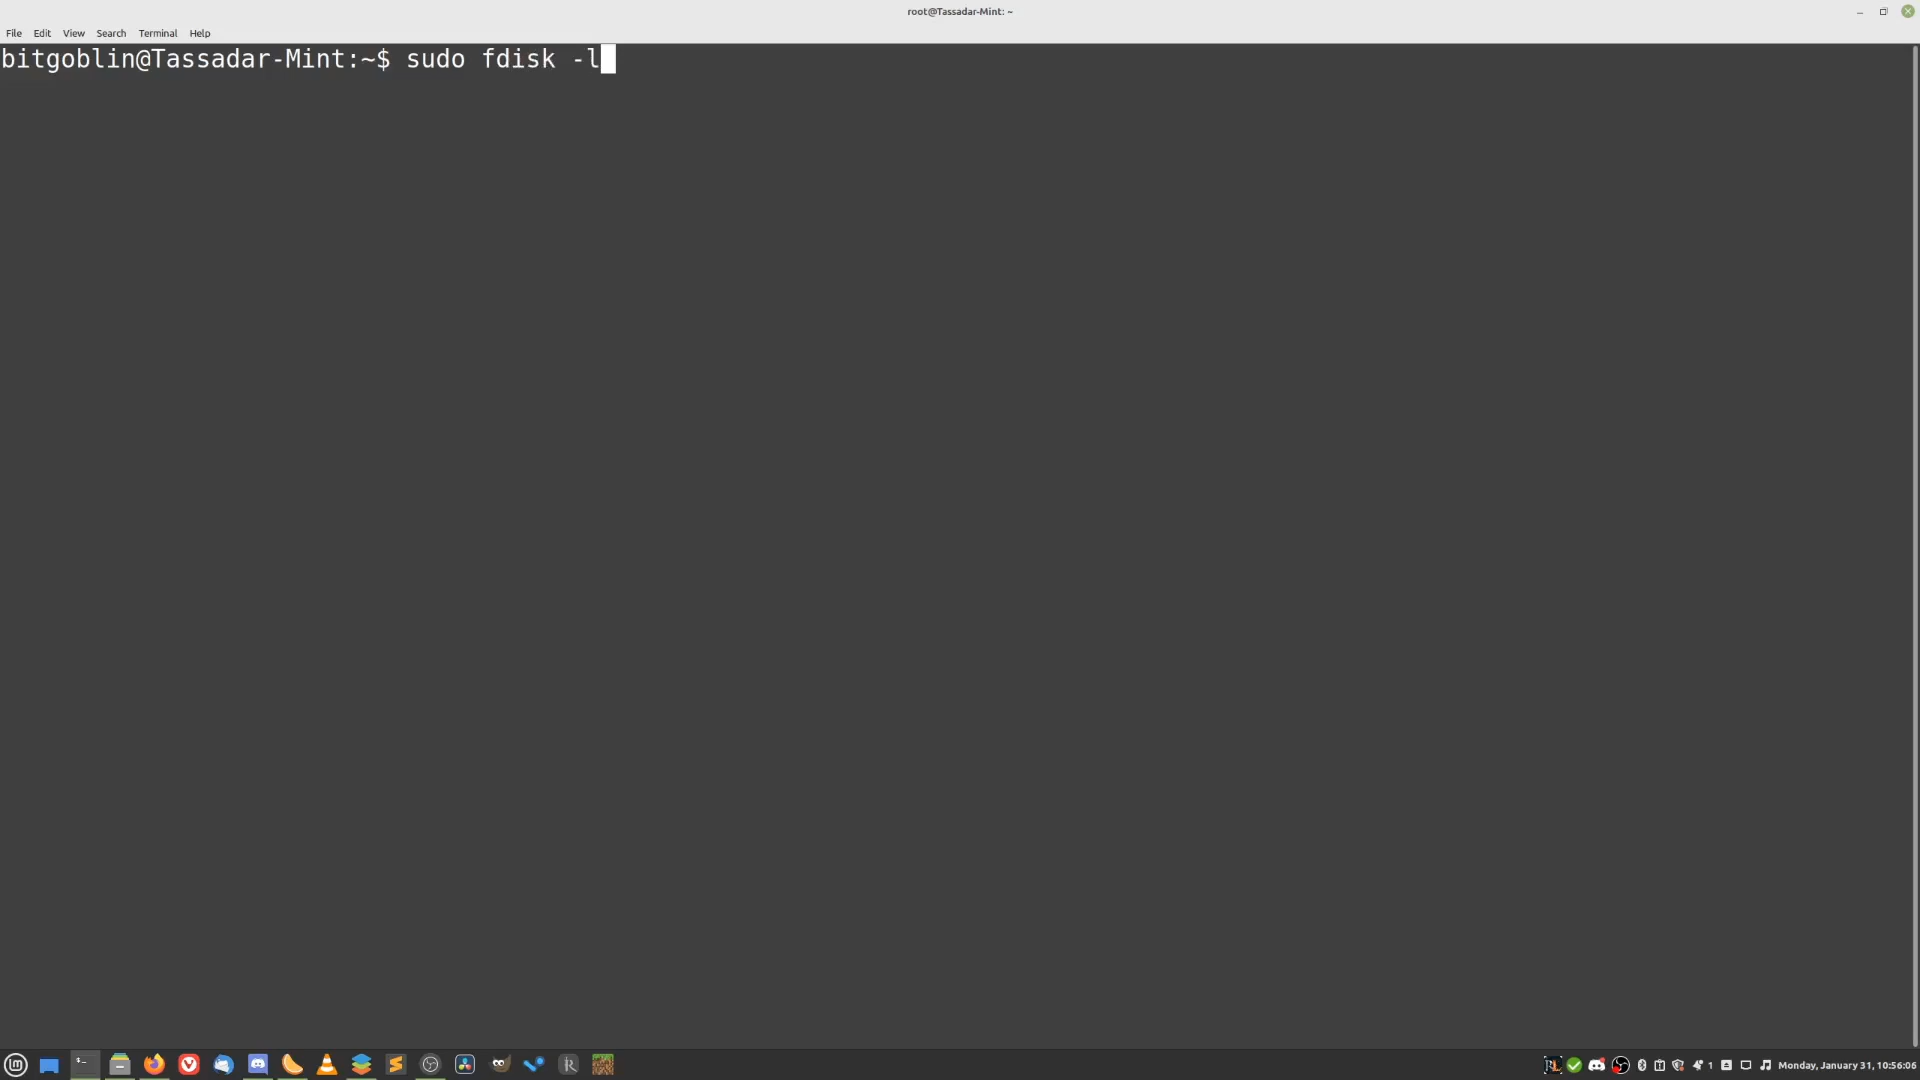 root@Tassadar-Mint: ~
File Edit View Search Terminal Help
bitgoblin@Tassadar-Mint:~$ sudo fdisk -l
1 Monday, January 31, 10:56:06